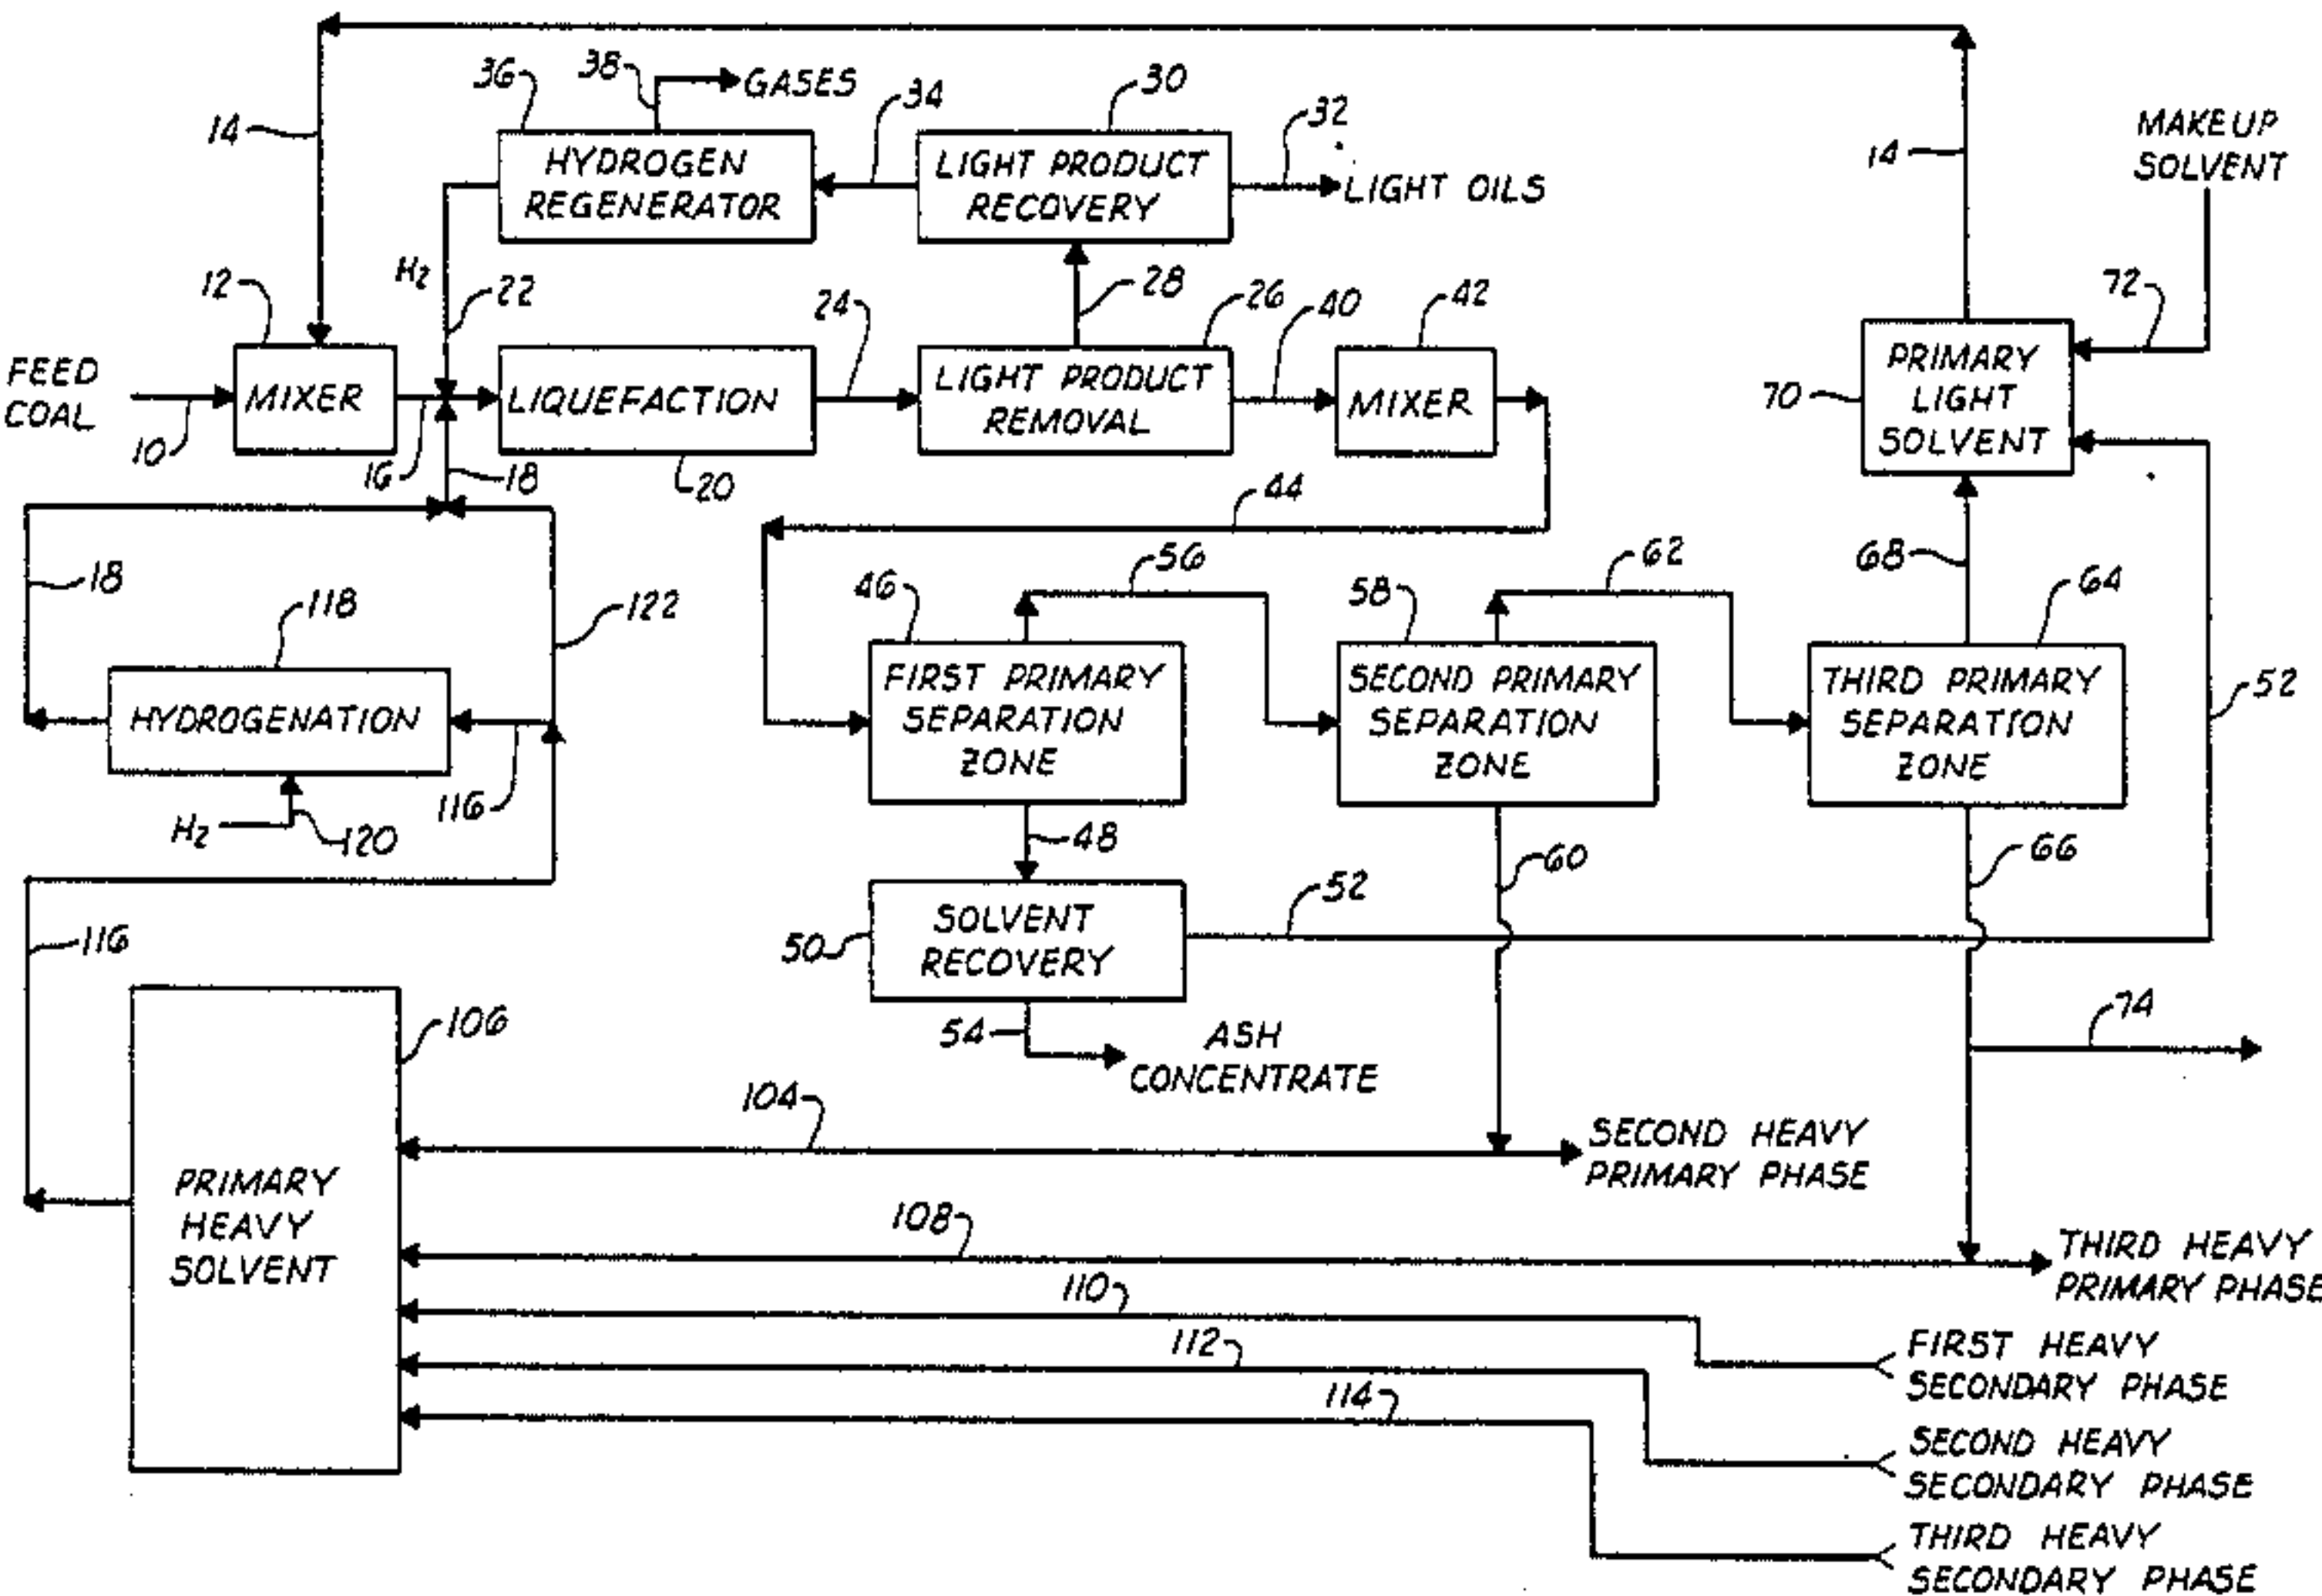 36
38
GASES
34
30
32
14
HYDROGEN
REGENERATOR
LIGHT PRODUCT
RECOVERY
LIGHT OILS
14
MAKEUP
SOLVENT
H2
22
28
12
24
26
40
42
72
FEED
COAL
10
MIXER
16
18
LIQUEFACTION
20
LIGHT PRODUCT
REMOVAL
MIXER
70
PRIMARY
LIGHT
SOLVENT
44
18
122
118
HYDROGENATION
116
H2
120
46
56
58
62
68
64
FIRST PRIMARY
SEPARATION
ZONE
SECOND PRIMARY
SEPARATION
ZONE
THIRD PRIMARY
SEPARATION
ZONE
52
48
60
66
116
50
SOLVENT
RECOVERY
52
54
ASH
CONCENTRATE
74
106
104
SECOND HEAVY
PRIMARY PHASE
PRIMARY
HEAVY
SOLVENT
108
THIRD HEAVY
PRIMARY PHASE
110
FIRST HEAVY
SECONDARY PHASE
112
SECOND HEAVY
SECONDARY PHASE
114
THIRD HEAVY
SECONDARY PHASE